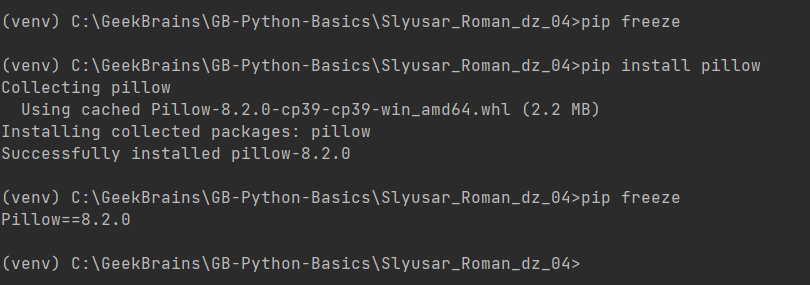 (venv) C:\GeekBrains\GB-Python-Basics\Slyusar_Roman_dz_04>pip freeze
(venv) C:\GeekBrains\GB-Python-Basics\Slyusar_Roman_dz_04>pip install pillow
Collecting pillow
  Using cached Pillow-8.2.0-cp39-cp39-win_amd64.whl (2.2 MB)
Installing collected packages: pillow
Successfully installed pillow-8.2.0
(venv) C:\GeekBrains\GB-Python-Basics\Slyusar_Roman_dz_04>pip freeze
Pillow==8.2.0
(venv) C:\GeekBrains\GB-Python-Basics\Slyusar_Roman_dz_04>